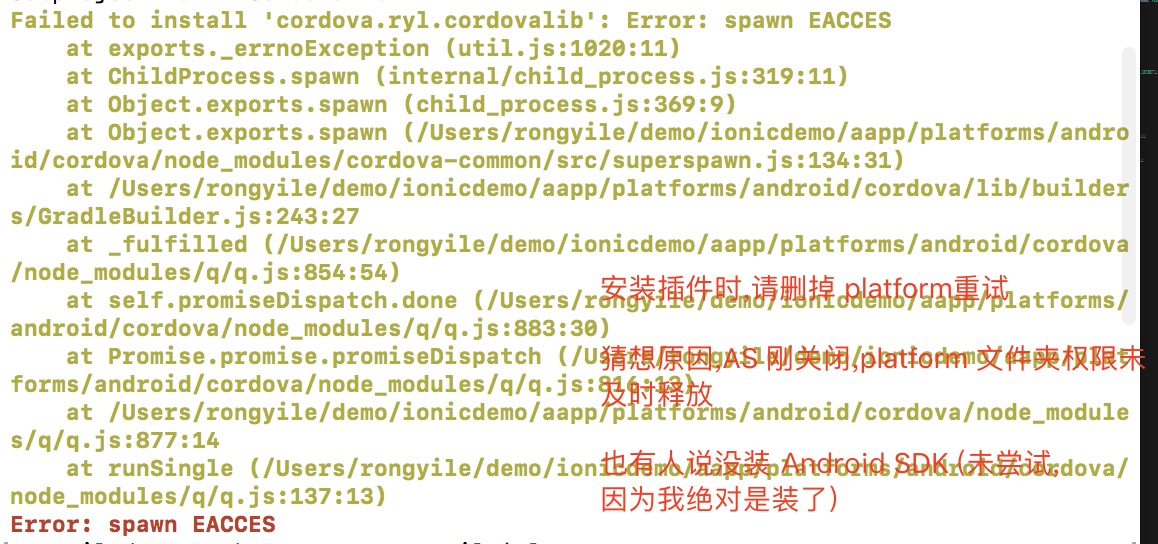 Failed to install 'cordova.ryl.cordovalib': Error: spawn EACCES
at exports._errnoException (util.js:1020:11)
at ChildProcess.spawn (internal/child_process.js:319:11)
at Object.exports.spawn (child_process.js:369:9)
at Object.exports.spawn (/Users/rongyile/demo/ionicdemo/aapp/platforms/andro
id/cordova/node_modules/cordova-common/src/superspawn.js:134:31)
at /Users/rongyile/demo/ionicdemo/aapp/platforms/android/cordova/lib/builder
s/GradleBuilder.js:243:27
at _fulfilled (/Users/rongyile/demo/ionicdemo/aapp/platforms/android/cordova
/node_modules/q/q.js:854:54)
安装插件时,请删掉 platform重试
at self.promiseDispatch.done (/Users/rongyile/demo/ionicdemo/aapp/platforms/
android/cordova/node_modules/q/q.js:883:30)
猜想原因,AS 刚关闭,platform 文件夹权限未
at Promise.promise.promiseDispatch (/Users/rongyile/demo/ionicdemo/aapp/plat
forms/android/cordova/node_modules/q/q.js:816:13)
及时释放
at /Users/rongyile/demo/ionicdemo/aapp/platforms/android/cordova/node_module
s/q/q.js:877:14
也有人说没装 Android SDK (未尝试,
at runSingle (/Users/rongyile/demo/ionicdemo/aapp/platforms/android/cordova/
node_modules/q/q.js:137:13)
因为我绝对是装了)
Error: spawn EACCES